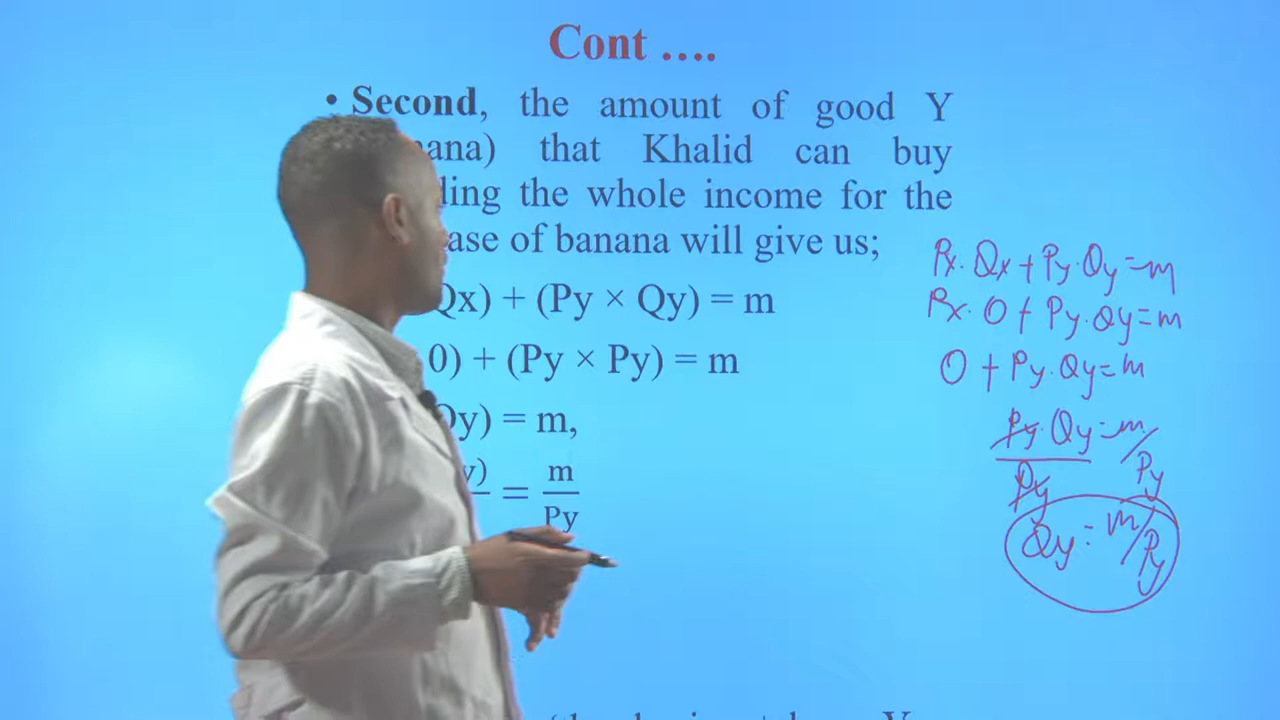 Cont ....
• Second, the amount of good Y
ana) that Khalid can buy
ding the whole income for the
ase of banana will give us;
Qx) + (Py × Qy) = m
0) + (Py × Py) = m
Qy) = m,
y) = m/Py
Px. Qx + Py. Qy = m
Px. 0 + Py. Qy = m
0 + Py. Qy = m
Py. Qy = m/Py
Py
Qy = m/Py